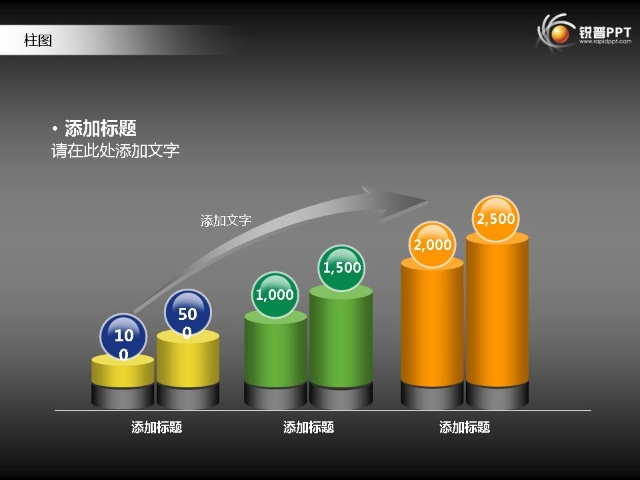 柱图
锐普PPT
www.rapidppt.com
• 添加标题
请在此处添加文字
添加文字
10
0
50
0
1,000
1,500
2,000
2,500
添加标题
添加标题
添加标题